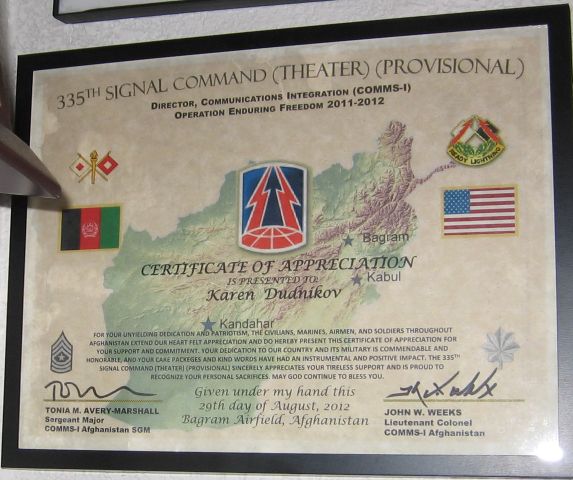 335TH SIGNAL COMMAND (THEATER) (PROVISIONAL)
DIRECTOR, COMMUNICATIONS INTEGRATION (COMMS-I)
OPERATION ENDURING FREEDOM 2011-2012
READY LIGHTNING
Bagram
Kabul
CERTIFICATE OF APPRECIATION
IS PRESENTED TO:
Karen Dudnikov
Kandahar
FOR YOUR UNYIELDING DEDICATION AND PATRIOTISM, THE CIVILIANS, MARINES, AIRMEN, AND SOLDIERS THROUGHOUT
AFGHANISTAN EXTEND OUR HEART FELT APPRECIATION AND DO HEREBY PRESENT THIS CERTIFICATE OF APPRECIATION FOR
YOUR SUPPORT AND COMMITMENT. YOUR DEDICATION TO OUR COUNTRY AND ITS MILITARY IS COMMENDABLE AND
HONORABLE, AND YOUR CARE PACKEGES AND KIND WORDS HAVE HAD AN INSTRUMENTAL AND POSITIVE IMPACT. THE 335TH
SIGNAL COMMAND (THEATER) (PROVISIONAL) SINCERELY APPRECIATES YOUR TIRELESS SUPPORT AND IS PROUD TO
RECOGNIZE YOUR PERSONAL SACRIFICES. MAY GOD CONTINUE TO BLESS YOU.
Given under my hand this
29th day of August, 2012
Bagram Airfield, Afghanistan
TONIA M. AVERY-MARSHALL
Sergeant Major
COMMS-I Afghanistan SGM
JOHN W. WEEKS
Lieutenant Colonel
COMMS-I Afghanistan